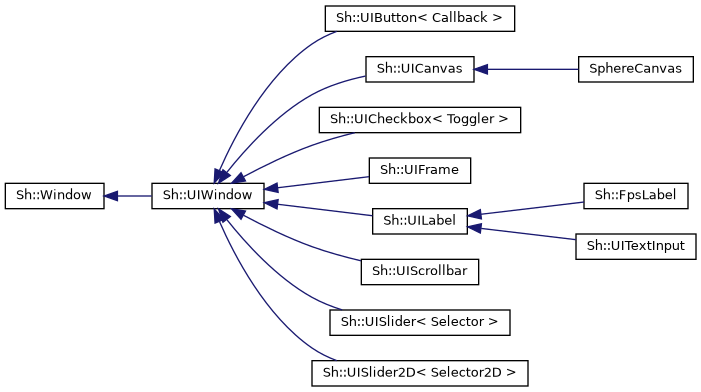 Sh::UIButton< Callback >
Sh::UICanvas
SphereCanvas
Sh::UICheckbox< Toggler >
Sh::UIFrame
Sh::Window
Sh::UIWindow
Sh::FpsLabel
Sh::UILabel
Sh::UITextInput
Sh::UIScrollbar
Sh::UISlider< Selector >
Sh::UISlider2D< Selector2D >